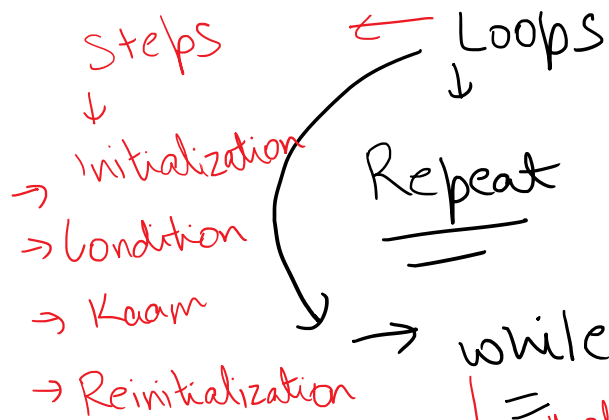 Steps
Loops
Initialization
Repeat
Condition
Kaam
while
Reinitialization